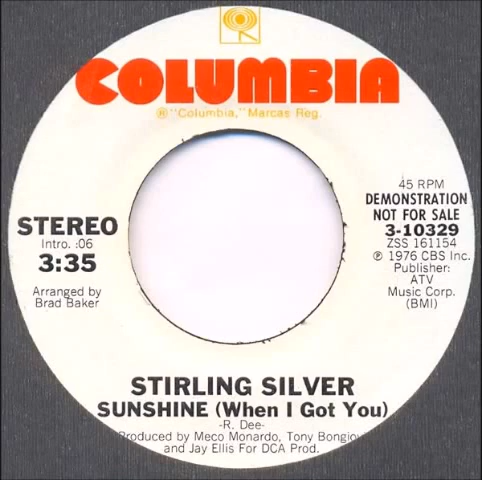 COLUMBIA
® "Columbia," Marcas Reg.
STEREO
Intro. :06
3:35
Arranged by
Brad Baker
45 RPM
DEMONSTRATION
NOT FOR SALE
3-10329
ZSS 161154
℗ 1976 CBS Inc.
Publisher:
ATV
Music Corp.
(BMI)
STIRLING SILVER
SUNSHINE (When I Got You)
-R. Dee-
Produced by Meco Monardo, Tony Bongiov
and Jay Ellis For DCA Prod.